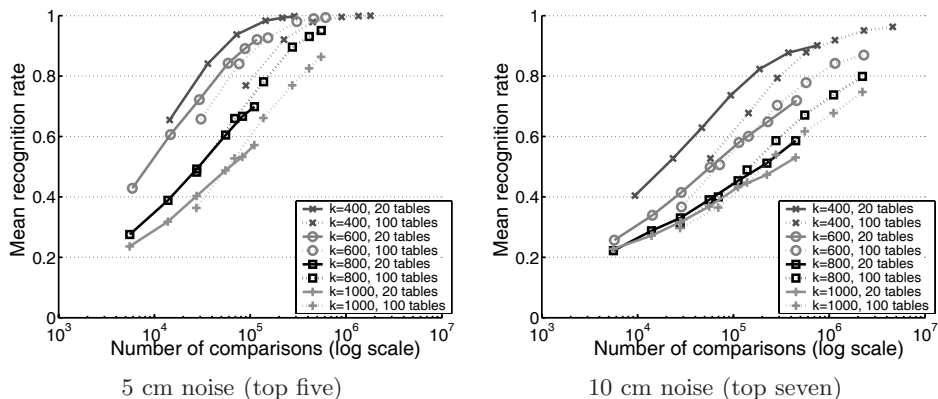 Mean recognition rate
1
0.8
0.6
0.4
0.2
0
10^3
10^4
10^5
10^6
10^7
Number of comparisons (log scale)
k=400, 20 tables
k=400, 100 tables
k=600, 20 tables
k=600, 100 tables
k=800, 20 tables
k=800, 100 tables
k=1000, 20 tables
k=1000, 100 tables
5 cm noise (top five)
Mean recognition rate
1
0.8
0.6
0.4
0.2
0
10^3
10^4
10^5
10^6
10^7
Number of comparisons (log scale)
k=400, 20 tables
k=400, 100 tables
k=600, 20 tables
k=600, 100 tables
k=800, 20 tables
k=800, 100 tables
k=1000, 20 tables
k=1000, 100 tables
10 cm noise (top seven)